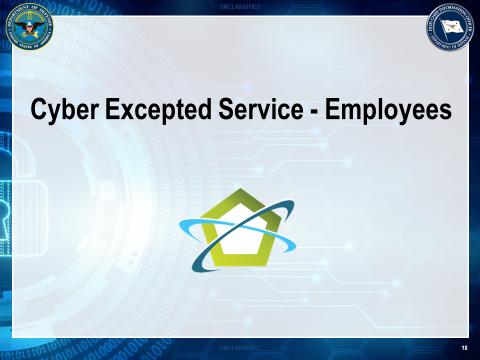 UNCLASSIFIED
Cyber Excepted Service - Employees
UNCLASSIFIED
18